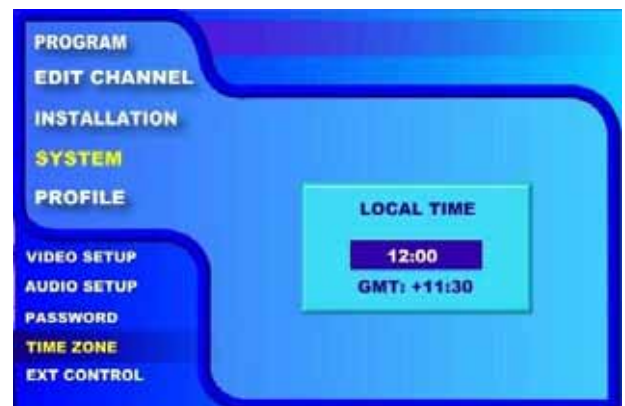 PROGRAM
EDIT CHANNEL
INSTALLATION
SYSTEM
PROFILE
VIDEO SETUP
AUDIO SETUP
PASSWORD
TIME ZONE
EXT CONTROL
LOCAL TIME
12:00
GMT: +11:30